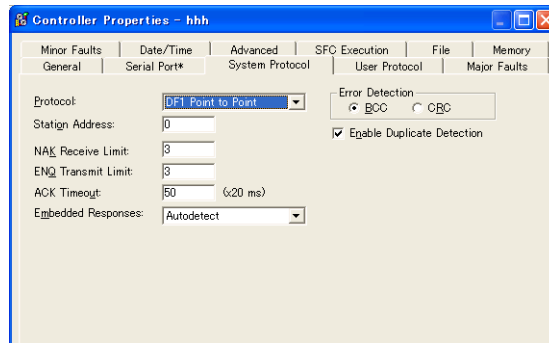 Controller Properties - hhh
Minor Faults Date/Time Advanced SFC Execution File Memory
General Serial Port* System Protocol User Protocol Major Faults
Protocol: DF1 Point to Point
Error Detection
BCC CRC
Station Address: 0
Enable Duplicate Detection
NAK Receive Limit: 3
ENQ Transmit Limit: 3
ACK Timeout: 50 (x20 ms)
Embedded Responses: Autodetect